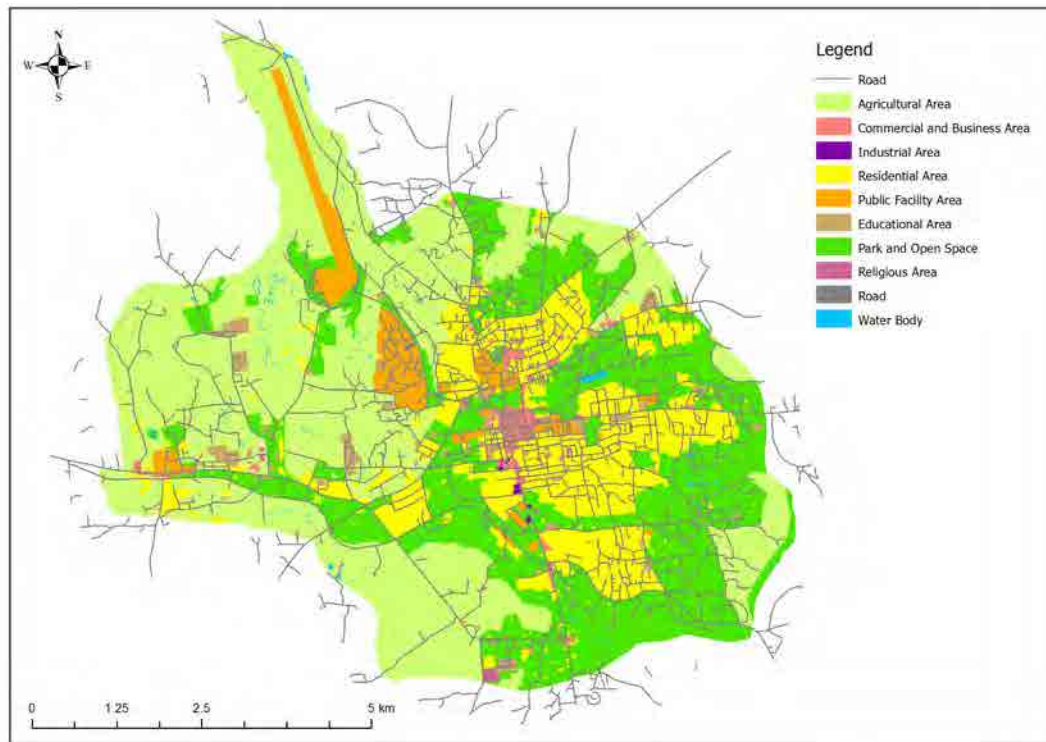 N
W E
S
Legend
Road
Agricultural Area
Commercial and Business Area
Industrial Area
Residential Area
Public Facility Area
Educational Area
Park and Open Space
Religious Area
Road
Water Body
0 1.25 2.5 5 km